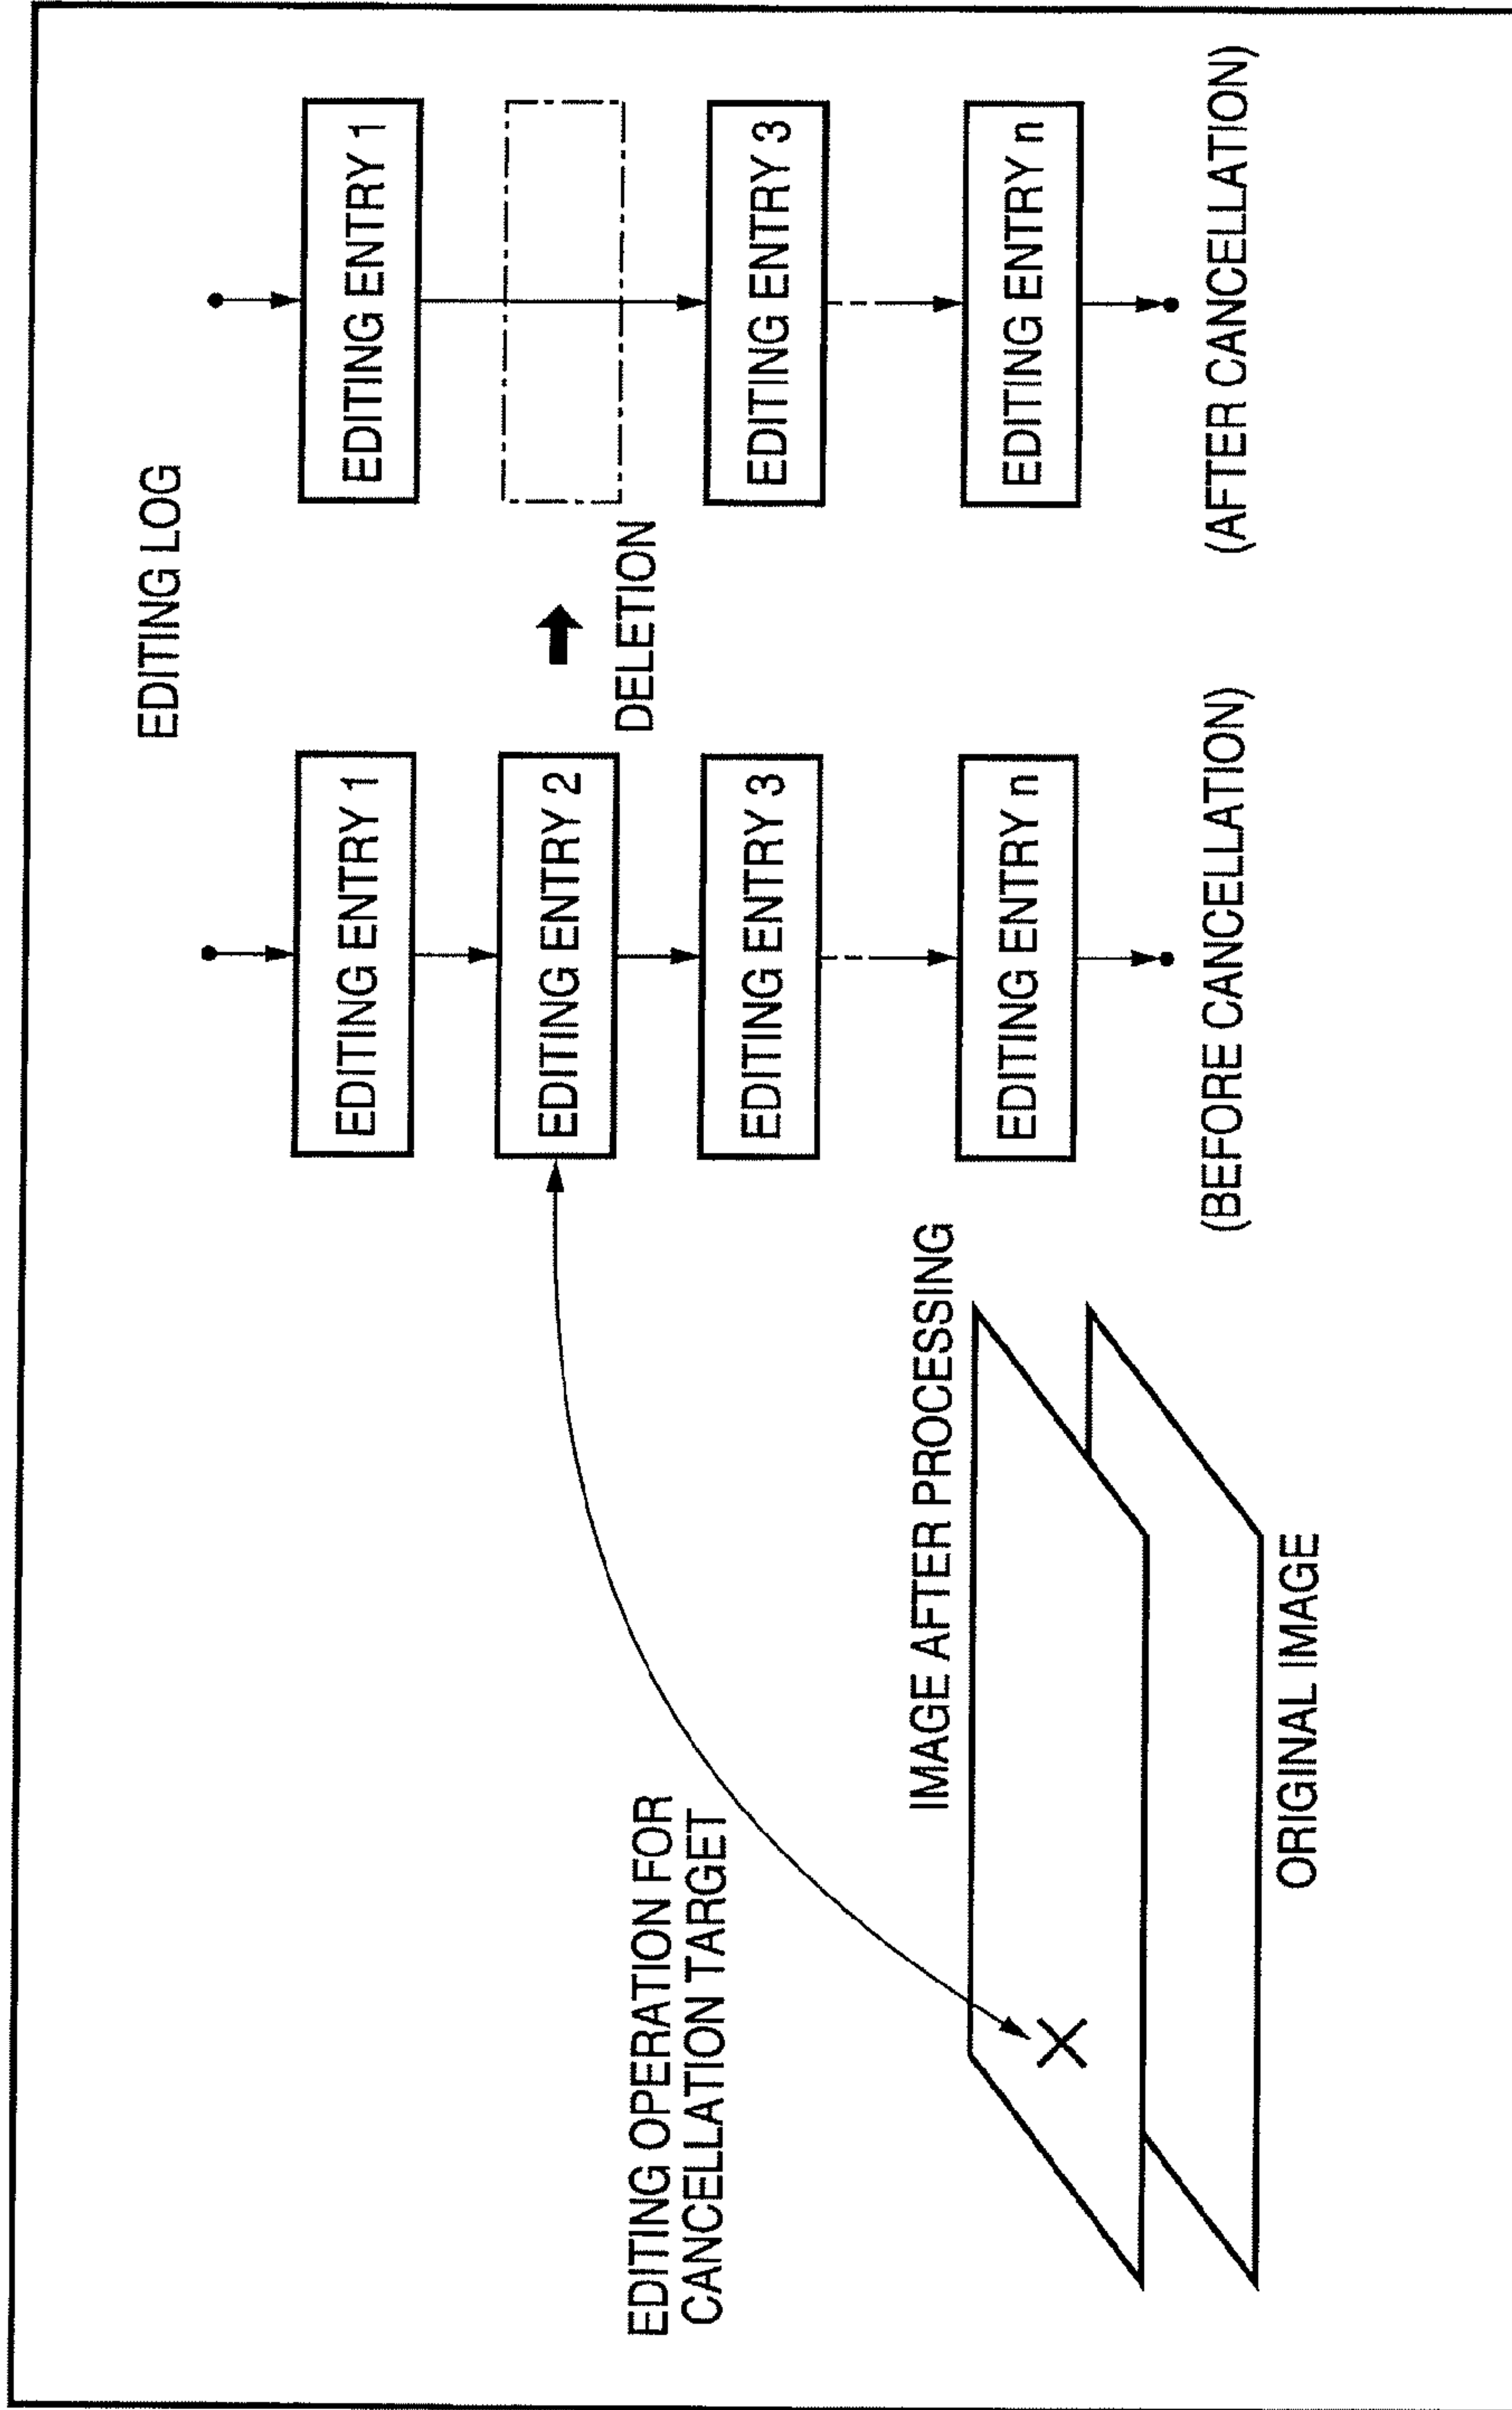 EDITING LOG
EDITING ENTRY 1
EDITING ENTRY 2
EDITING ENTRY 3
EDITING ENTRY n
(BEFORE CANCELLATION)
DELETION
EDITING ENTRY 1
EDITING ENTRY 3
EDITING ENTRY n
(AFTER CANCELLATION)
EDITING OPERATION FOR
CANCELLATION TARGET
IMAGE AFTER PROCESSING
ORIGINAL IMAGE